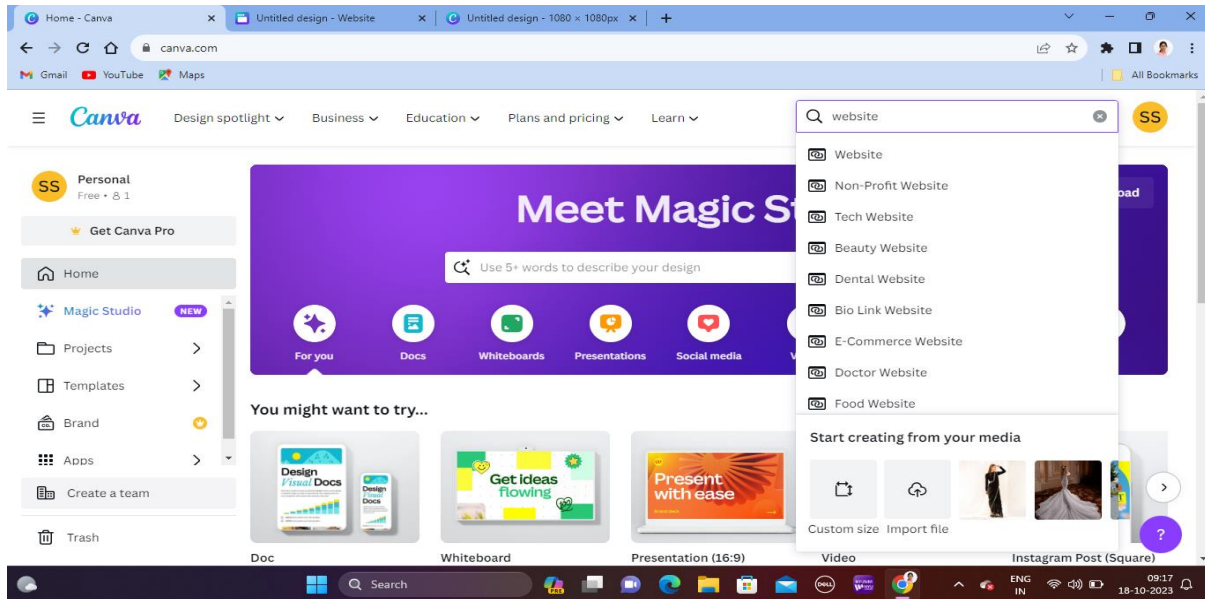 Home - Canva
Untitled design - Website
Untitled design - 1080 × 1080px
canva.com
Gmail YouTube Maps
All Bookmarks
Canva
Design spotlight Business Education Plans and pricing Learn
website
SS
SS
Personal
Free • 1
Get Canva Pro
Home
Magic Studio NEW
Projects
Templates
Brand
Apps
Create a team
Trash
Meet Magic
Use 5+ words to describe your design
For you Docs Whiteboards Presentations Social media
Website
Non-Profit Website
Tech Website
Beauty Website
Dental Website
Bio Link Website
E-Commerce Website
Doctor Website
Food Website
Start creating from your media
Custom size Import file
You might want to try...
Design
Visual Docs
Design
Visual
Docs
Get ideas
flowing
Present
with ease
Doc Whiteboard Presentation (16:9) Video Instagram Post (Square)
?
Search
PRE
DELL
ENG
IN
09:17
18-10-2023